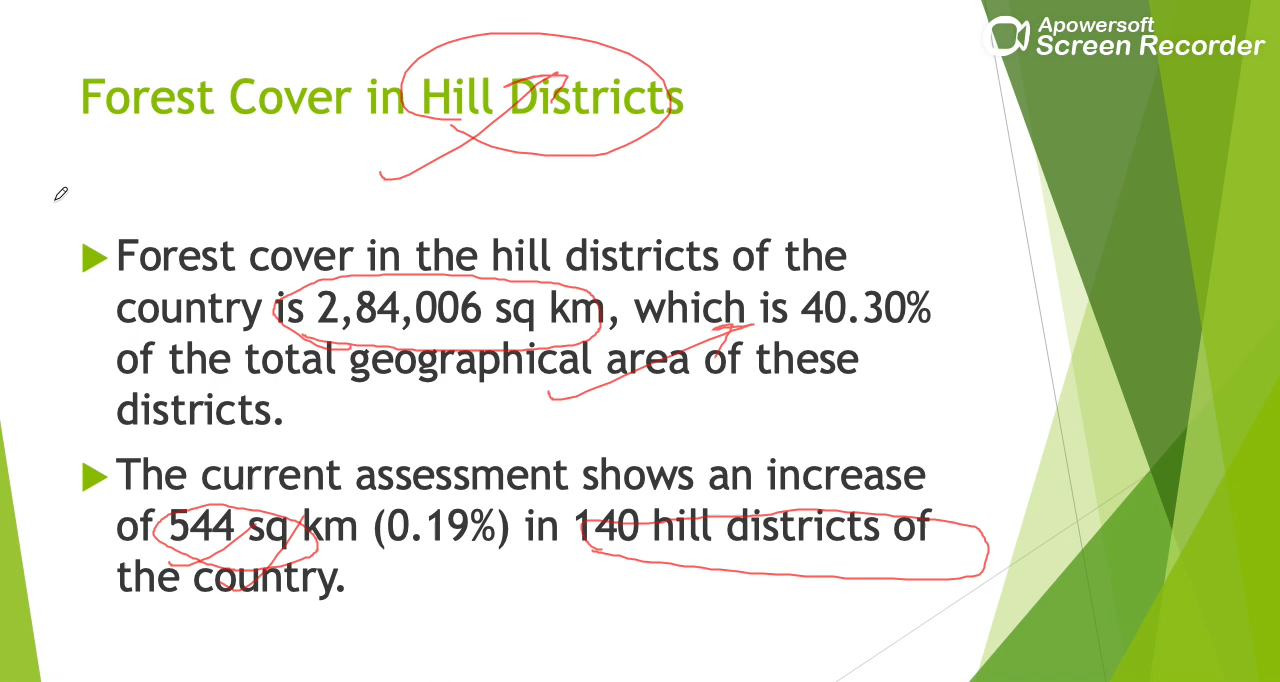 Apowersoft
Screen Recorder
Forest Cover in Hill Districts
Forest cover in the hill districts of the
country is 2,84,006 sq km, which is 40.30%
of the total geographical area of these
districts.
The current assessment shows an increase
of 544 sq km (0.19%) in 140 hill districts of
the country.